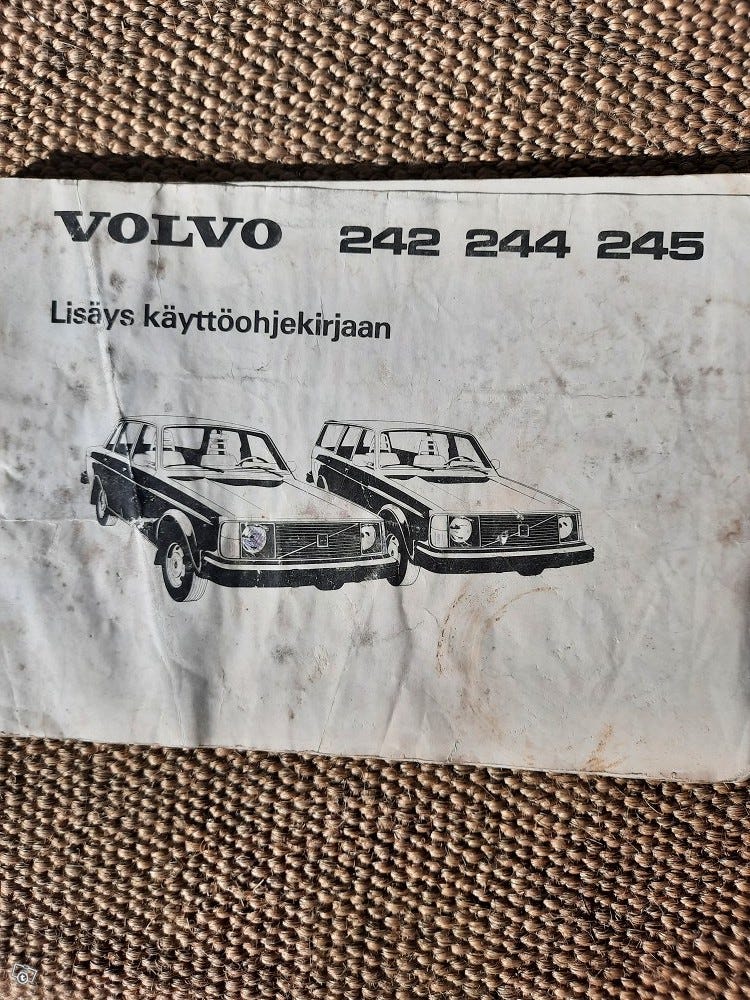 VOLVO 242 244 245
Lisäys käyttöohjekirjaan